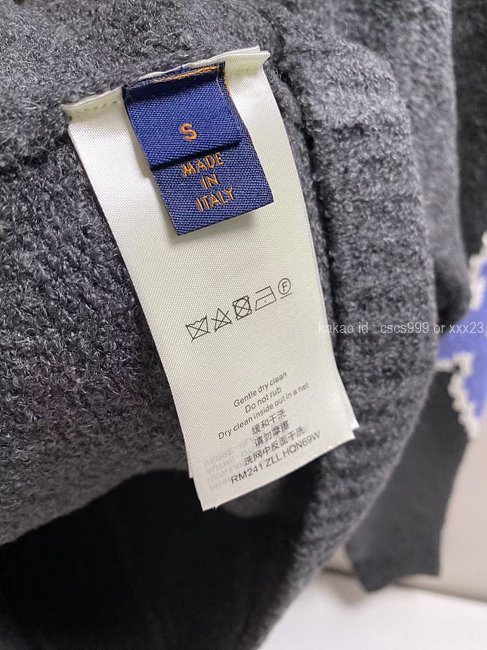 S
MADE
IN
ITALY
kakao id : cscs999 or xxx23
Gentle dry clean
Do not rub
Dry clean inside out in a net
缓和干洗
请勿摩擦
洗网中反面干洗
RM241 ZLL HQN69W